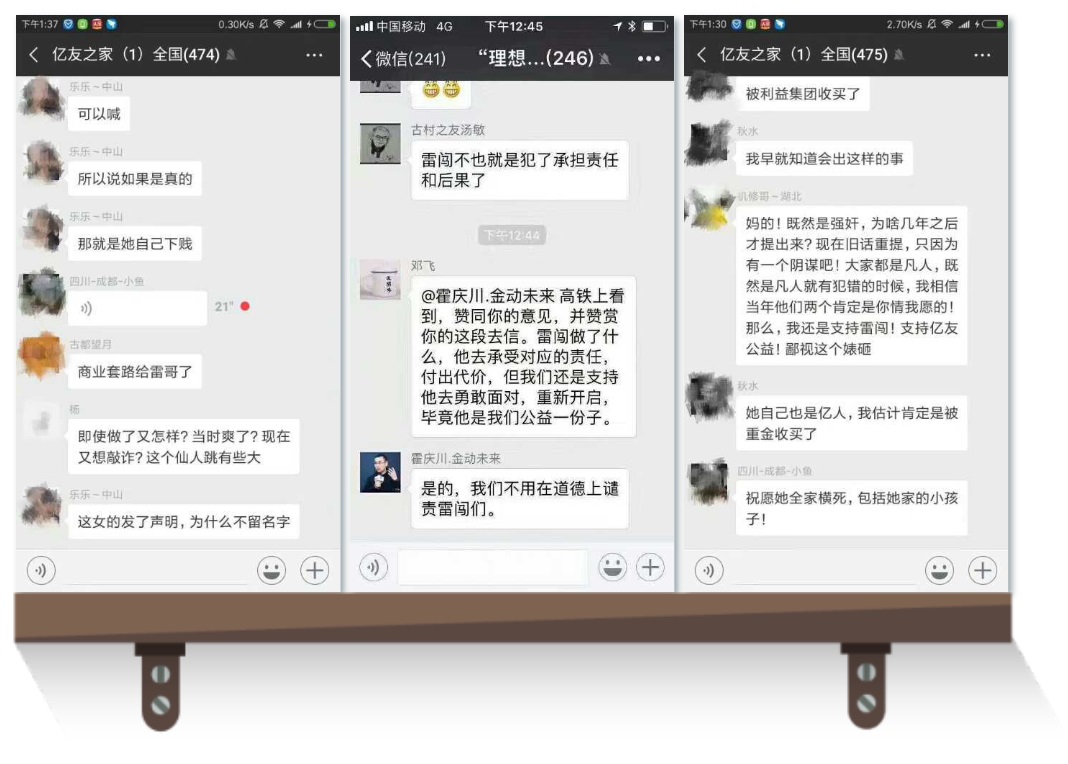 下午1:37
0.30K/s
亿友之家（1）全国(474)
乐乐～中山
可以喊
乐乐～中山
所以说如果是真的
乐乐～中山
那就是她自己下贱
四川-成都-小鱼
21"
古都望月
商业套路给雷哥了
杨
即使做了又怎样？当时爽了？现在
又想敲诈？这个仙人跳有些大
乐乐～中山
这女的发了声明，为什么不留名字
中国移动 4G
下午12:45
微信(241)
“理想...(246)
古村之友汤敏
雷闯不也就是犯了承担责任
和后果了
下午12:44
邓飞
@霍庆川.金动未来 高铁上看
到，赞同你的意见，并赞赏
你的这段去信。雷闯做了什
么，他去承受对应的责任，
付出代价，但我们还是支持
他去勇敢面对，重新开启，
毕竟他是我们公益一份子。
霍庆川.金动未来
是的，我们不用在道德上谴
责雷闯们。
下午1:30
2.70K/s
亿友之家（1）全国(475)
被利益集团收买了
秋水
我早就知道会出这样的事
机修哥～湖北
妈的！既然是强奸，为啥几年之后
才提出来？现在旧话重提，只因为
有一个阴谋吧！大家都是凡人，既
然是凡人就有犯错的时候，我相信
当年他们两个肯定是你情我愿的！
那么，我还是支持雷闯！支持亿友
公益！鄙视这个婊砸
秋水
她自己也是亿人，我估计肯定是被
重金收买了
四川-成都-小鱼
祝愿她全家横死，包括她家的小孩
子！